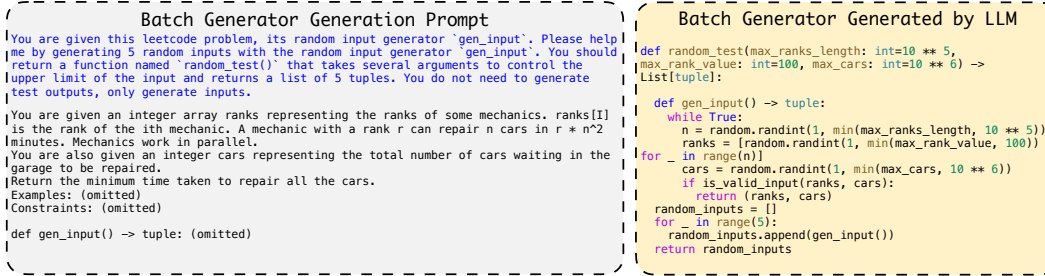 Batch Generator Generation Prompt
You are given this leetcode problem, its random input generator `gen_input`. Please help
me by generating 5 random inputs with the random input generator `gen_input`. You should
return a function named `random_test()` that takes several arguments to control the
upper limit of the input and returns a list of 5 tuples. You do not need to generate
test outputs, only generate inputs.
You are given an integer array ranks representing the ranks of some mechanics. ranks[I]
is the rank of the ith mechanic. A mechanic with a rank r can repair n cars in r * n^2
minutes. Mechanics work in parallel.
You are also given an integer cars representing the total number of cars waiting in the
garage to be repaired.
Return the minimum time taken to repair all the cars.
Examples: (omitted)
Constraints: (omitted)
def gen_input() -> tuple: (omitted)
Batch Generator Generated by LLM
def random_test(max_ranks_length: int=10 ** 5,
max_rank_value: int=100, max_cars: int=10 ** 6) ->
List[tuple]:
def gen_input() -> tuple:
while True:
n = random.randint(1, min(max_ranks_length, 10 ** 5))
ranks = [random.randint(1, min(max_rank_value, 100))
for _ in range(n)]
cars = random.randint(1, min(max_cars, 10 ** 6))
if is_valid_input(ranks, cars):
return (ranks, cars)
random_inputs = []
for _ in range(5):
random_inputs.append(gen_input())
return random_inputs